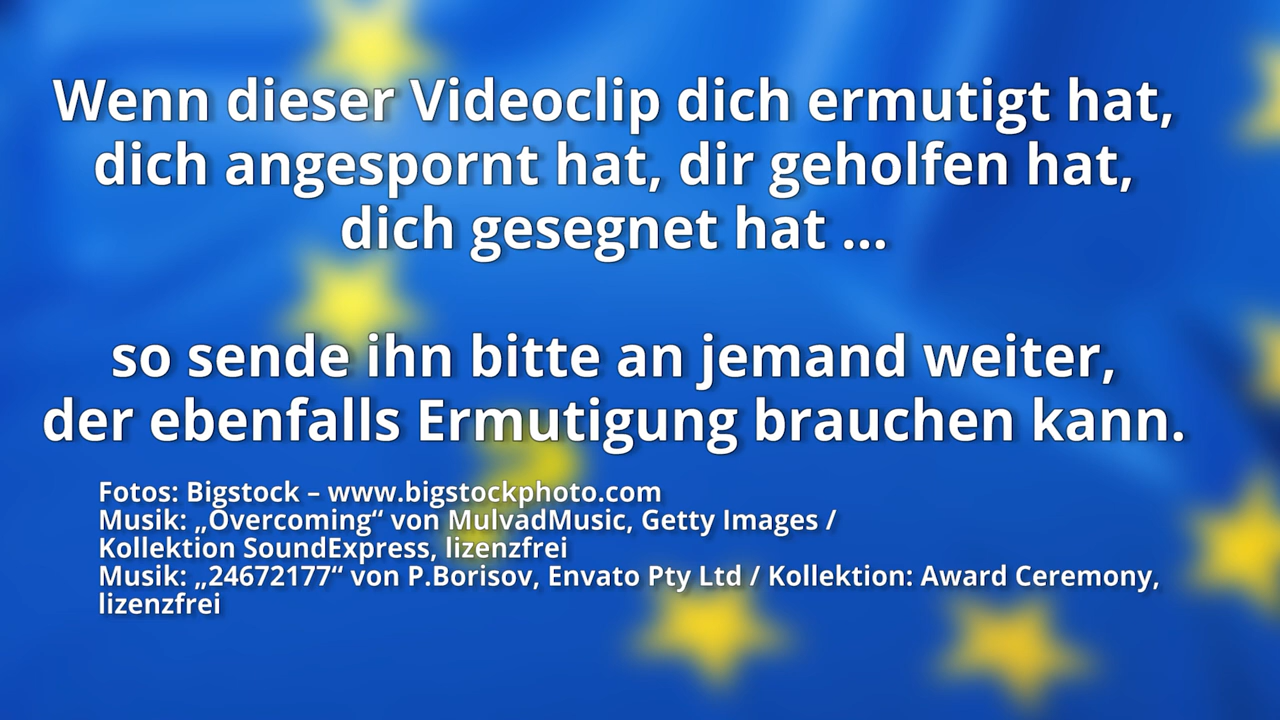 Wenn dieser Videoclip dich ermutigt hat,
dich angespornt hat, dir geholfen hat,
dich gesegnet hat ...
so sende ihn bitte an jemand weiter,
der ebenfalls Ermutigung brauchen kann.
Fotos: Bigstock – www.bigstockphoto.com
Musik: „Overcoming“ von MulvadMusic, Getty Images /
Kollektion SoundExpress, lizenzfrei
Musik: „24672177“ von P.Borisov, Envato Pty Ltd / Kollektion: Award Ceremony,
lizenzfrei